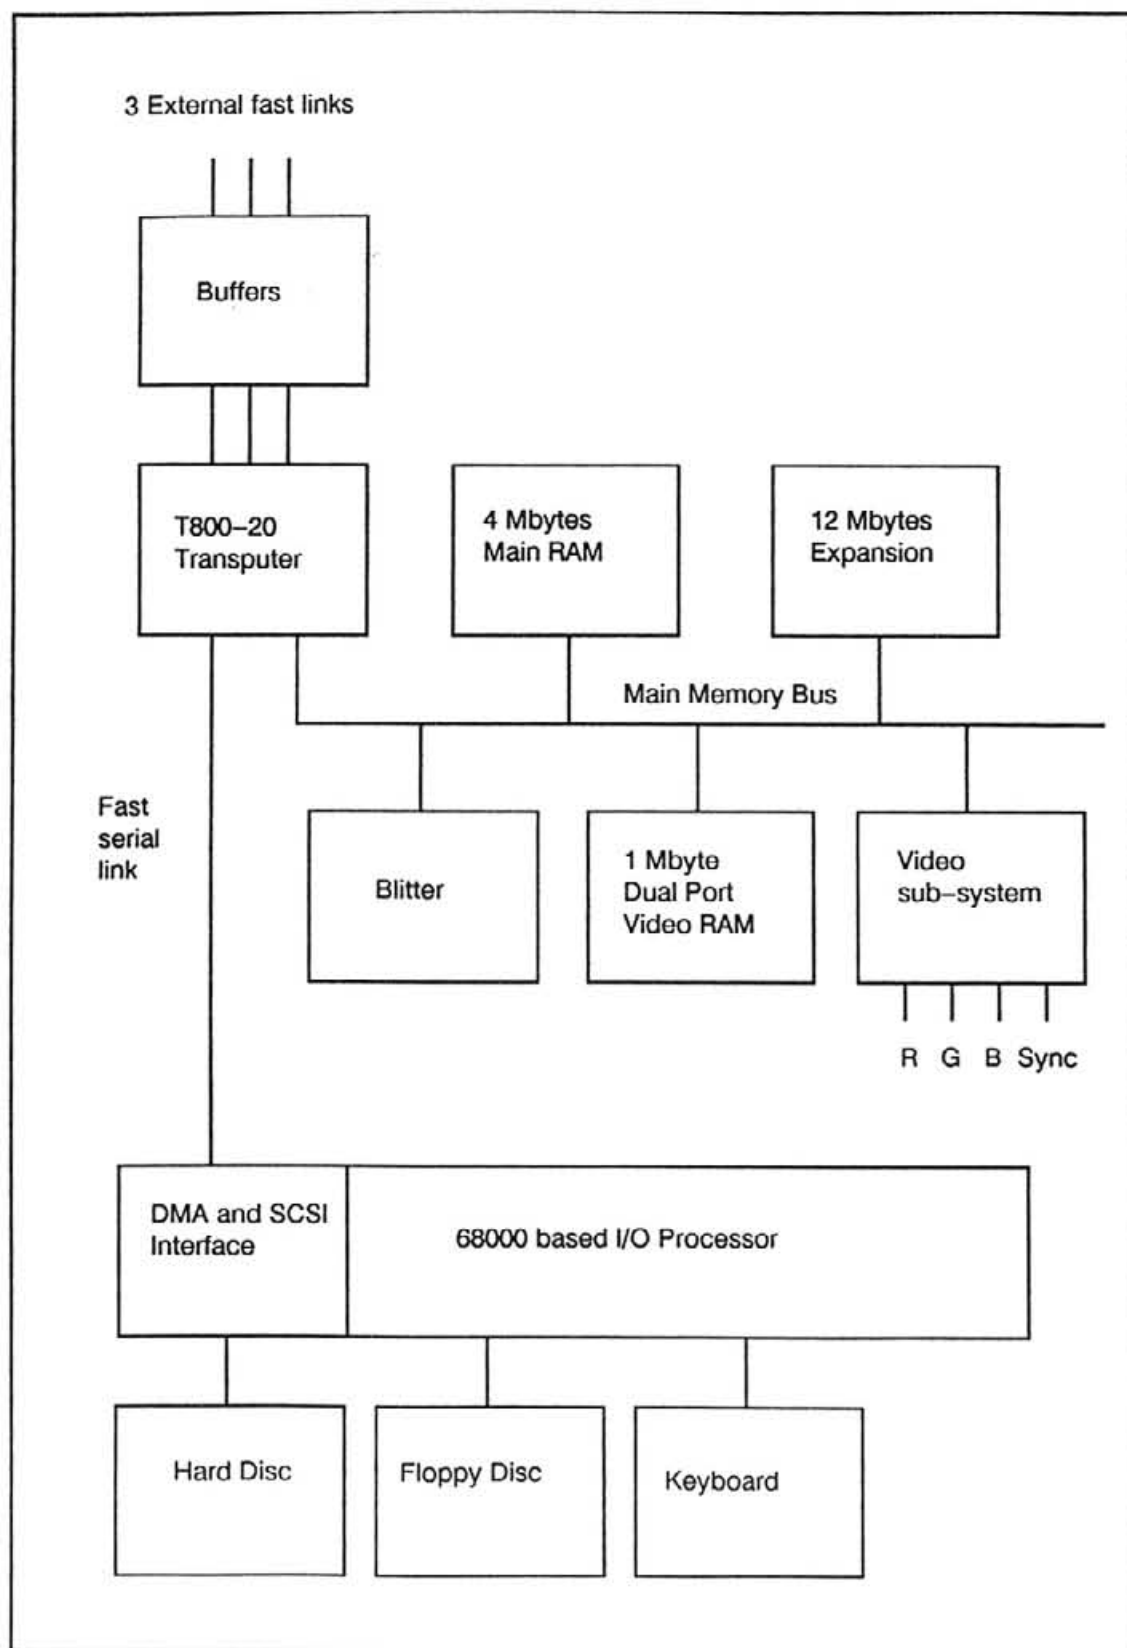 3 External fast links
Buffers
T800–20
Transputer
4 Mbytes
Main RAM
12 Mbytes
Expansion
Main Memory Bus
Fast
serial
link
Blitter
1 Mbyte
Dual Port
Video RAM
Video
sub–system
R G B Sync
DMA and SCSI
Interface
68000 based I/O Processor
Hard Disc
Floppy Disc
Keyboard